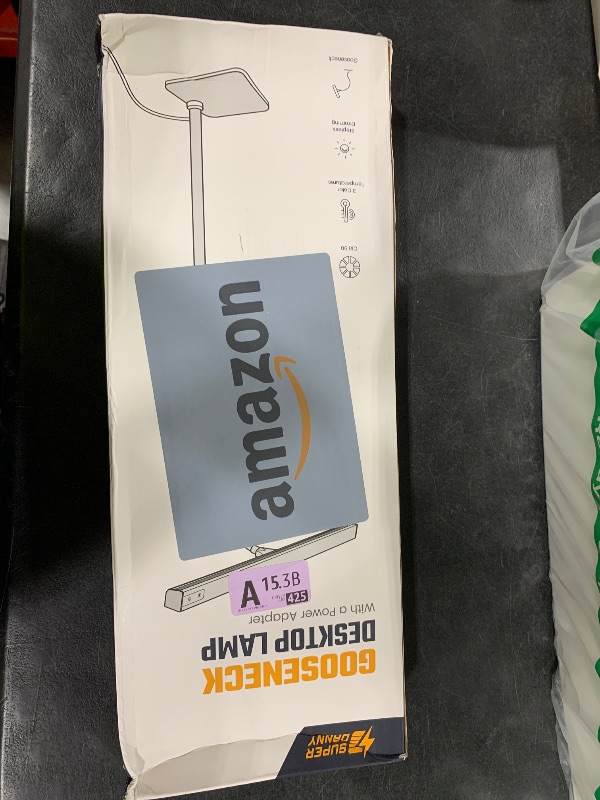 SUPER
DANNY
GOOSENECK
DESKTOP LAMP
With a Power Adapter
A 15.3B
425
amazon
CRI 90
3 Color
Temperatures
Stepless
Dimming
Gooseneck